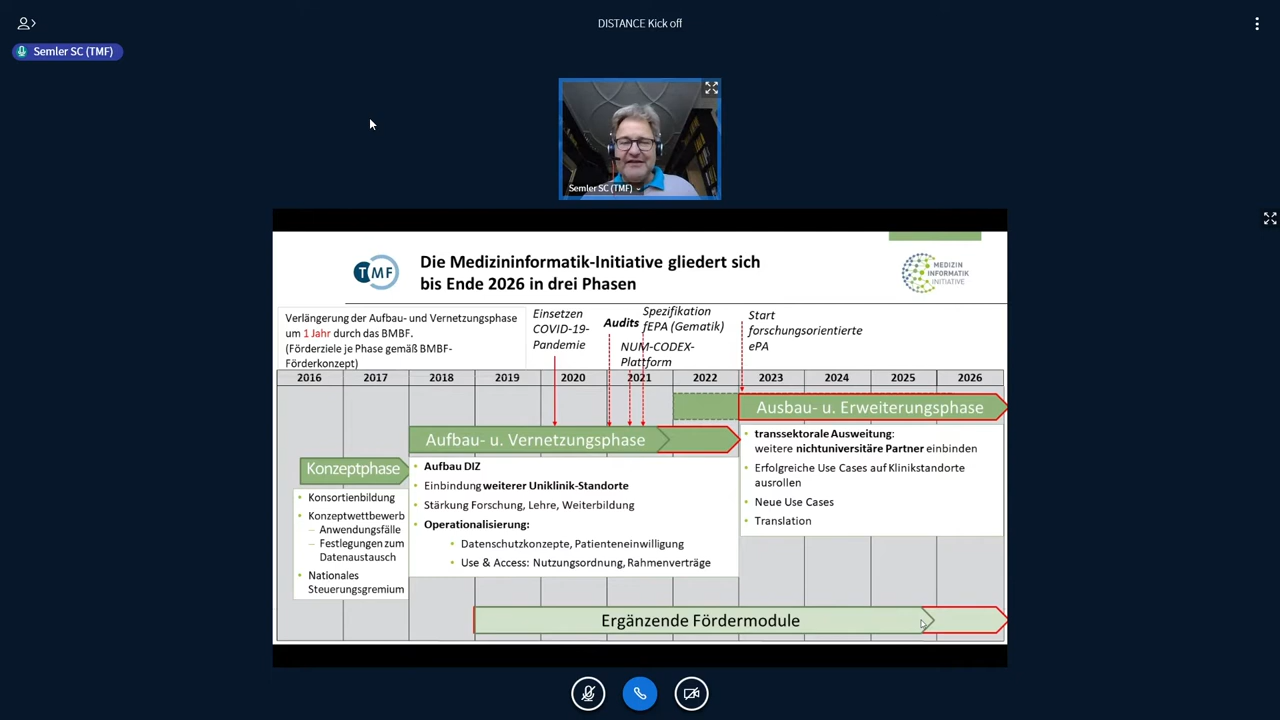 DISTANCE Kick off
Semler SC (TMF)
Semler SC (TMF)
TMF
Die Medizininformatik-Initiative gliedert sich
bis Ende 2026 in drei Phasen
MEDIZIN
INFORMATIK
INITIATIVE
Verlängerung der Aufbau- und Vernetzungsphase
um 1 Jahr durch das BMBF.
(Förderziele je Phase gemäß BMBF-
Förderkonzept)
Einsetzen
COVID-19-
Pandemie
Audits
Spezifikation
fEPA (Gematik)
NUM-CODEX-
Plattform
Start
forschungsorientierte
ePA
2016 2017 2018 2019 2020 2021 2022 2023 2024 2025 2026
Ausbau- u. Erweiterungsphase
Aufbau- u. Vernetzungsphase
Konzeptphase
Konsortienbildung
Konzeptwettbewerb
– Anwendungsfälle
– Festlegungen zum
Datenaustausch
Nationales
Steuerungsgremium
Aufbau DIZ
Einbindung weiterer Uniklinik-Standorte
Stärkung Forschung, Lehre, Weiterbildung
Operationalisierung:
Datenschutzkonzepte, Patienteneinwilligung
Use & Access: Nutzungsordnung, Rahmenverträge
transsektorale Ausweitung:
weitere nichtuniversitäre Partner einbinden
Erfolgreiche Use Cases auf Klinikstandorte
ausrollen
Neue Use Cases
Translation
Ergänzende Fördermodule